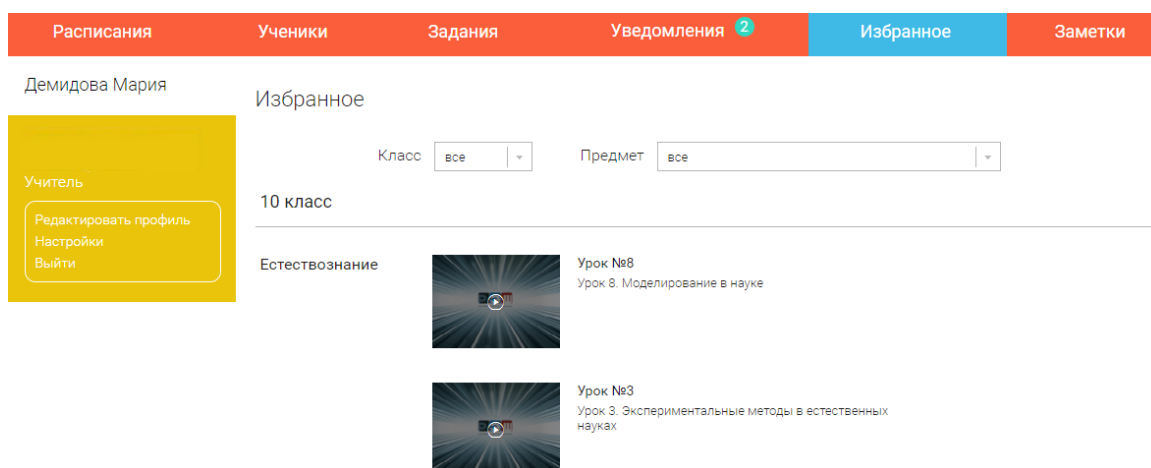 Расписания Ученики Задания Уведомления 2 Избранное Заметки
Демидова Мария
Учитель
Редактировать профиль
Настройки
Выйти
Избранное
Класс все Предмет все
10 класс
Естествознание
Урок №8
Урок 8. Моделирование в науке
Урок №3
Урок 3. Экспериментальные методы в естественных
науках